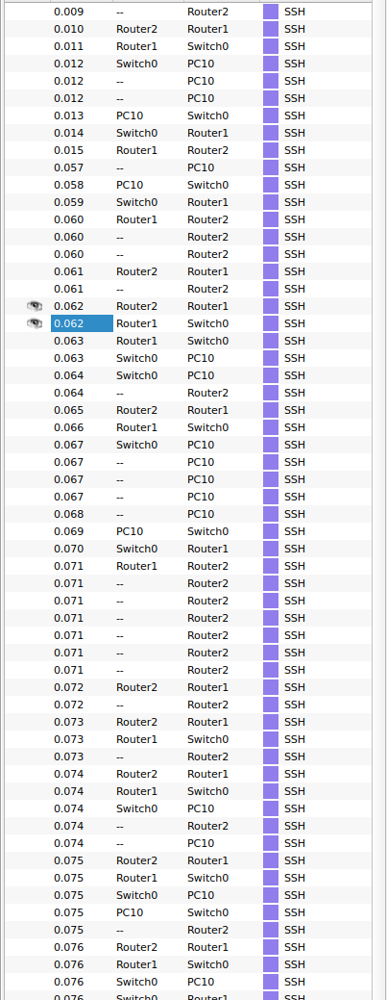 0.009 -- Router2 SSH
0.010 Router2 Router1 SSH
0.011 Router1 Switch0 SSH
0.012 Switch0 PC10 SSH
0.012 -- PC10 SSH
0.012 -- PC10 SSH
0.013 PC10 Switch0 SSH
0.014 Switch0 Router1 SSH
0.015 Router1 Router2 SSH
0.057 -- PC10 SSH
0.058 PC10 Switch0 SSH
0.059 Switch0 Router1 SSH
0.060 Router1 Router2 SSH
0.060 -- Router2 SSH
0.060 -- Router2 SSH
0.061 Router2 Router1 SSH
0.061 -- Router2 SSH
0.062 Router2 Router1 SSH
0.062 Router1 Switch0 SSH
0.063 Router1 Switch0 SSH
0.063 Switch0 PC10 SSH
0.064 Switch0 PC10 SSH
0.064 -- Router2 SSH
0.065 Router2 Router1 SSH
0.066 Router1 Switch0 SSH
0.067 Switch0 PC10 SSH
0.067 -- PC10 SSH
0.067 -- PC10 SSH
0.067 -- PC10 SSH
0.068 -- PC10 SSH
0.069 PC10 Switch0 SSH
0.070 Switch0 Router1 SSH
0.071 Router1 Router2 SSH
0.071 -- Router2 SSH
0.071 -- Router2 SSH
0.071 -- Router2 SSH
0.071 -- Router2 SSH
0.071 -- Router2 SSH
0.071 -- Router2 SSH
0.072 Router2 Router1 SSH
0.072 -- Router2 SSH
0.073 Router2 Router1 SSH
0.073 Router1 Switch0 SSH
0.073 -- Router2 SSH
0.074 Router2 Router1 SSH
0.074 Router1 Switch0 SSH
0.074 Switch0 PC10 SSH
0.074 -- Router2 SSH
0.074 -- PC10 SSH
0.075 Router2 Router1 SSH
0.075 Router1 Switch0 SSH
0.075 Switch0 PC10 SSH
0.075 PC10 Switch0 SSH
0.075 -- Router2 SSH
0.076 Router2 Router1 SSH
0.076 Router1 Switch0 SSH
0.076 Switch0 PC10 SSH
0.076 Switch0 Router1 SSH